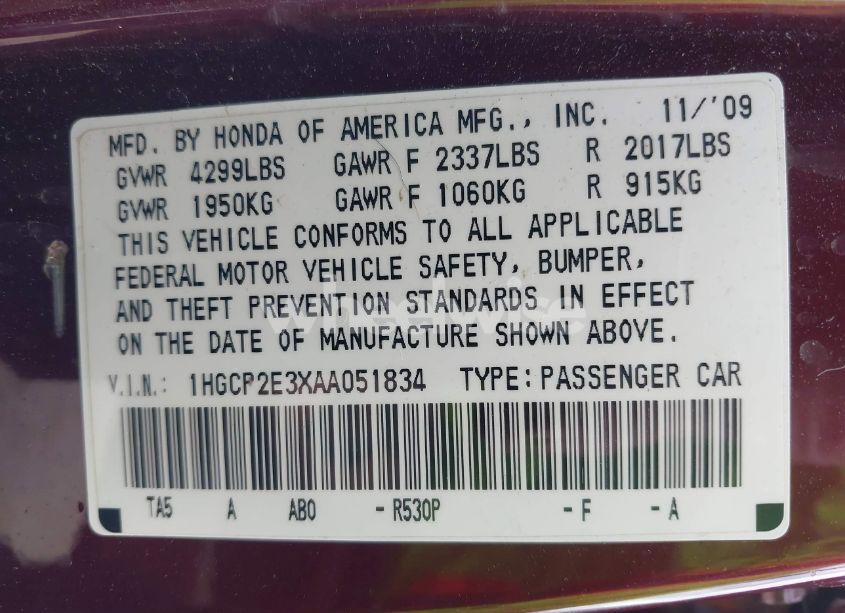 MFD. BY HONDA OF AMERICA MFG., INC. 11/'09
GVWR 4299LBS GAWR F 2337LBS R 2017LBS
GVWR 1950KG GAWR F 1060KG R 915KG
THIS VEHICLE CONFORMS TO ALL APPLICABLE
FEDERAL MOTOR VEHICLE SAFETY, BUMPER,
AND THEFT PREVENTION STANDARDS IN EFFECT
ON THE DATE OF MANUFACTURE SHOWN ABOVE.
V.I.N.: 1HGCP2E3XAA051834 TYPE: PASSENGER CAR
TA5 A AB0 - R530P - F - A
wheelwise